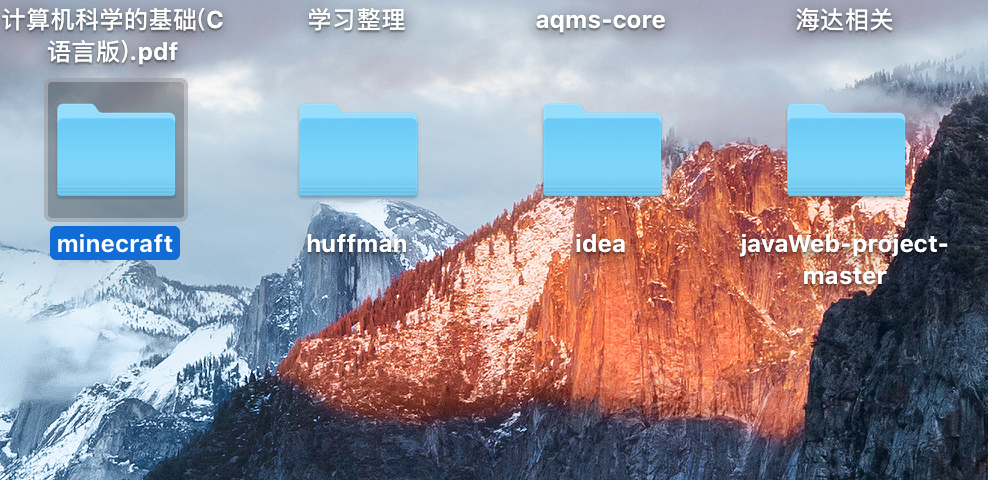 计算机科学的基础(C
语言版).pdf
学习整理
aqms-core
海达相关
minecraft
huffman
idea
javaWeb-project-
master